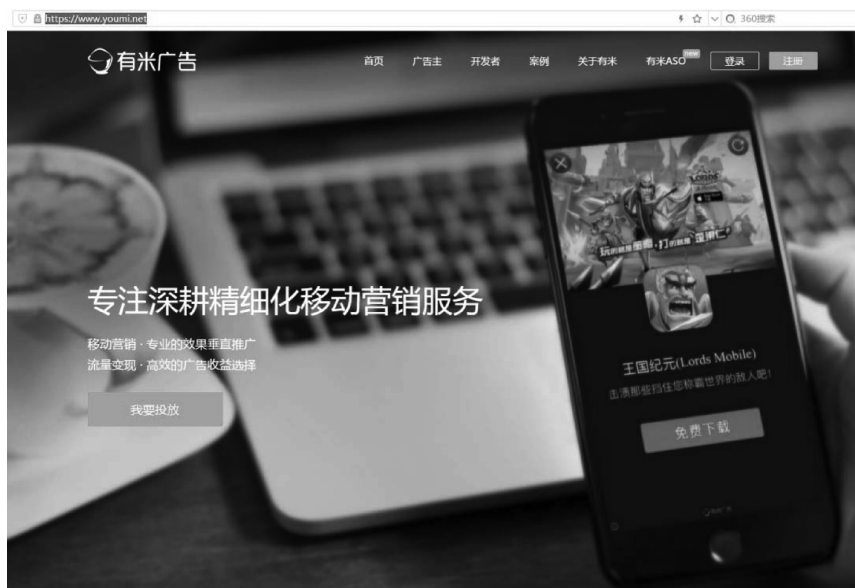 https://www.youmi.net
360搜索
有米广告
首页 广告主 开发者 案例 关于有米 有米ASO new 登录 注册
LORDS
专注深耕精细化移动营销服务
移动营销·专业的效果垂直推广
流量变现·高效的广告收益选择
我要投放
王国纪元(Lords Mobile)
击溃那些挡住您称霸世界的敌人吧!
免费下载